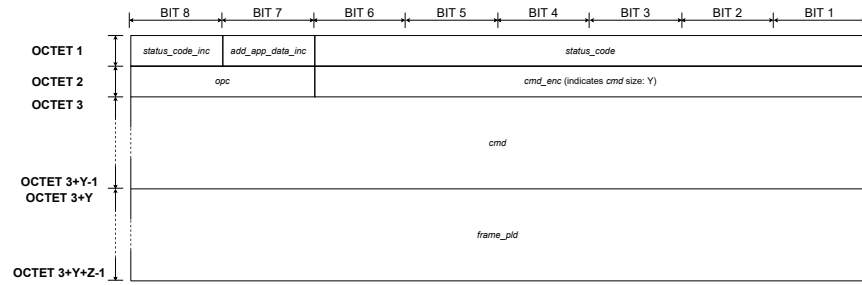 BIT 8 BIT 7 BIT 6 BIT 5 BIT 4 BIT 3 BIT 2 BIT 1
OCTET 1 status_code_inc add_app_data_inc status_code
OCTET 2 opc cmd_enc (indicates cmd size: Y)
OCTET 3
cmd
OCTET 3+Y-1
OCTET 3+Y
frame_pld
OCTET 3+Y+Z-1